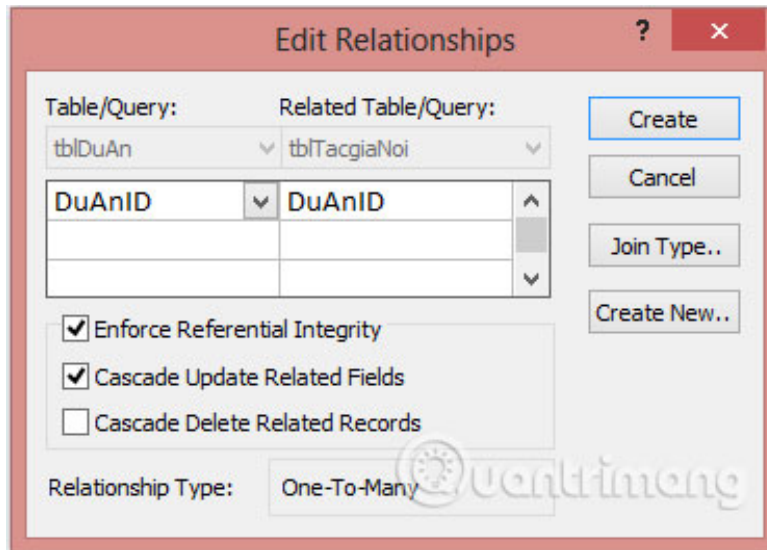 Edit Relationships ? ×
Table/Query: Related Table/Query: Create
tblDuAn tblTacgiaNoi
Cancel
DuAnID DuAnID
Join Type..
Create New..
Enforce Referential Integrity
Cascade Update Related Fields
Cascade Delete Related Records
Relationship Type: One-To-Many
Quantrimang